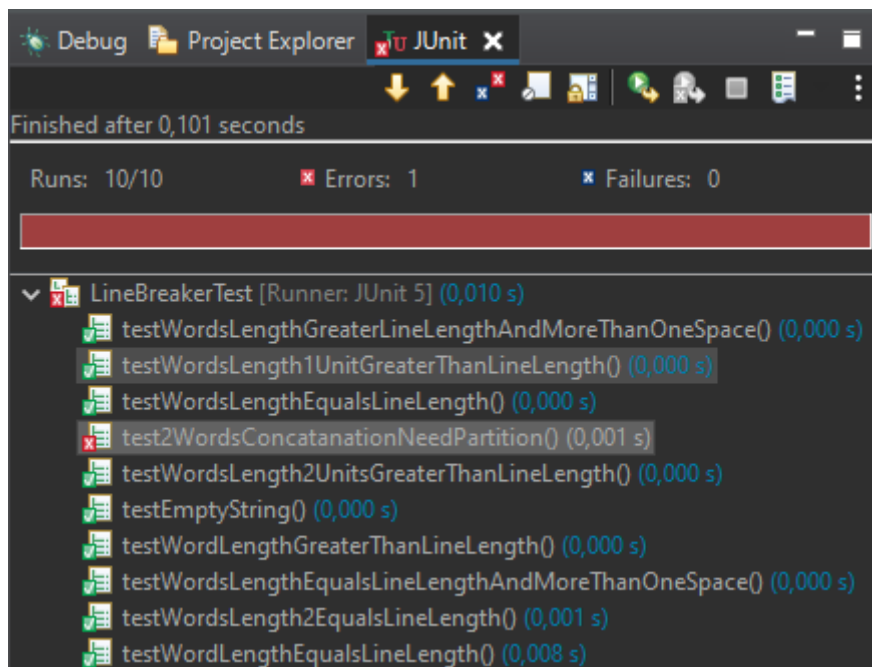 Debug Project Explorer JUnit
Finished after 0,101 seconds
Runs: 10/10 Errors: 1 Failures: 0
LineBreakerTest [Runner: JUnit 5] (0,010 s)
testWordsLengthGreaterLineLengthAndMoreThanOneSpace() (0,000 s)
testWordsLength1UnitGreaterThanLineLength() (0,000 s)
testWordsLengthEqualsLineLength() (0,000 s)
test2WordsConcatanationNeedPartition() (0,001 s)
testWordsLength2UnitsGreaterThanLineLength() (0,000 s)
testEmptyString() (0,000 s)
testWordLengthGreaterThanLineLength() (0,000 s)
testWordsLengthEqualsLineLengthAndMoreThanOneSpace() (0,000 s)
testWordsLength2EqualsLineLength() (0,001 s)
testWordLengthEqualsLineLength() (0,008 s)